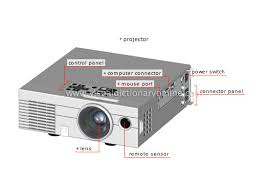 + projector
control panel
+ computer connector
+ mouse port
power switch
connector panel
+ lens
remote sensor